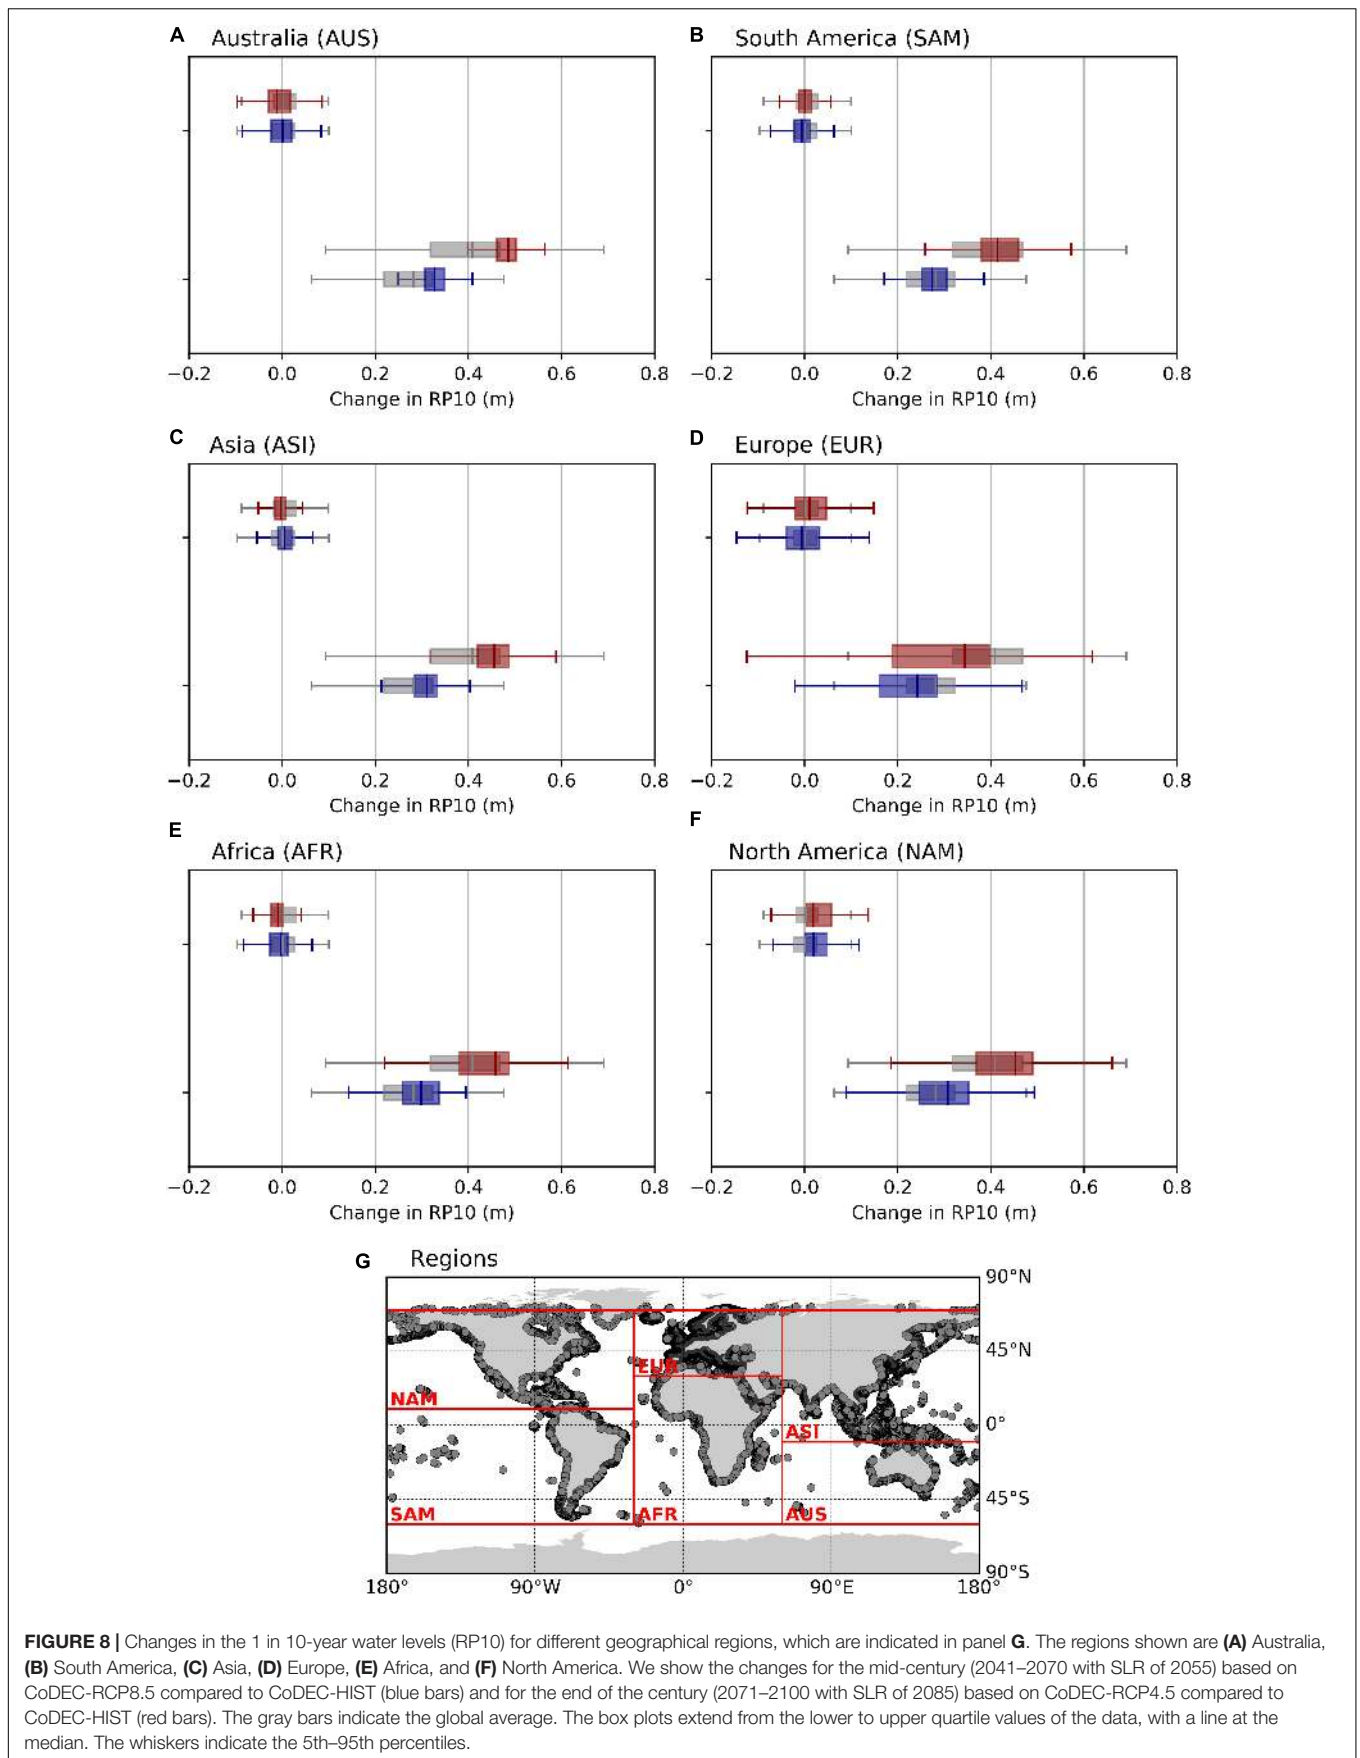 A Australia (AUS)
−0.2 0.0 0.2 0.4 0.6 0.8
Change in RP10 (m)
B South America (SAM)
−0.2 0.0 0.2 0.4 0.6 0.8
Change in RP10 (m)
C Asia (ASI)
−0.2 0.0 0.2 0.4 0.6 0.8
Change in RP10 (m)
D Europe (EUR)
−0.2 0.0 0.2 0.4 0.6 0.8
Change in RP10 (m)
E Africa (AFR)
−0.2 0.0 0.2 0.4 0.6 0.8
Change in RP10 (m)
F North America (NAM)
−0.2 0.0 0.2 0.4 0.6 0.8
Change in RP10 (m)
G Regions
90°N
45°N
EUR
NAM
0°
ASI
45°S
SAM AFR AUS
90°S
180° 90°W 0° 90°E 180°
FIGURE 8 | Changes in the 1 in 10-year water levels (RP10) for different geographical regions, which are indicated in panel G. The regions shown are (A) Australia,
(B) South America, (C) Asia, (D) Europe, (E) Africa, and (F) North America. We show the changes for the mid-century (2041–2070 with SLR of 2055) based on
CoDEC-RCP8.5 compared to CoDEC-HIST (blue bars) and for the end of the century (2071–2100 with SLR of 2085) based on CoDEC-RCP4.5 compared to
CoDEC-HIST (red bars). The gray bars indicate the global average. The box plots extend from the lower to upper quartile values of the data, with a line at the
median. The whiskers indicate the 5th–95th percentiles.